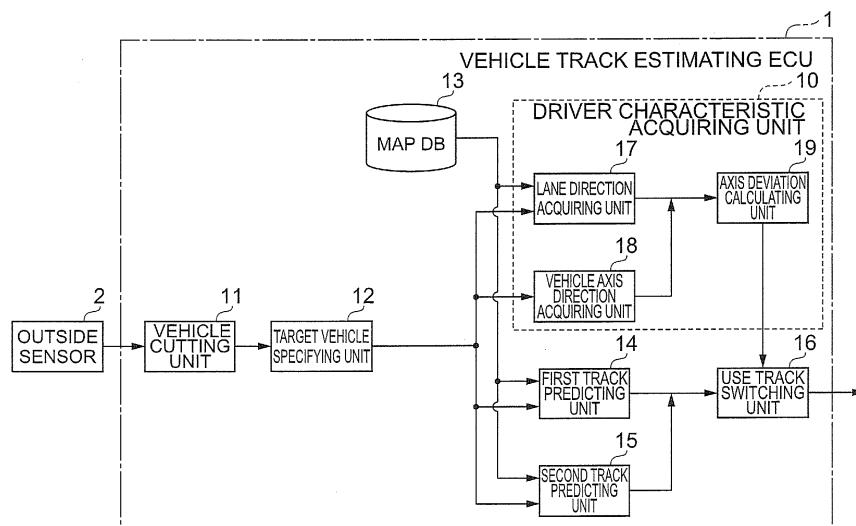 1
VEHICLE TRACK ESTIMATING ECU
13
MAP DB
10
DRIVER CHARACTERISTIC
ACQUIRING UNIT
17
LANE DIRECTION
ACQUIRING UNIT
19
AXIS DEVIATION
CALCULATING
UNIT
18
VEHICLE AXIS
DIRECTION
ACQUIRING UNIT
2
OUTSIDE
SENSOR
11
VEHICLE
CUTTING
UNIT
12
TARGET VEHICLE
SPECIFYING UNIT
14
FIRST TRACK
PREDICTING
UNIT
16
USE TRACK
SWITCHING
UNIT
15
SECOND TRACK
PREDICTING
UNIT